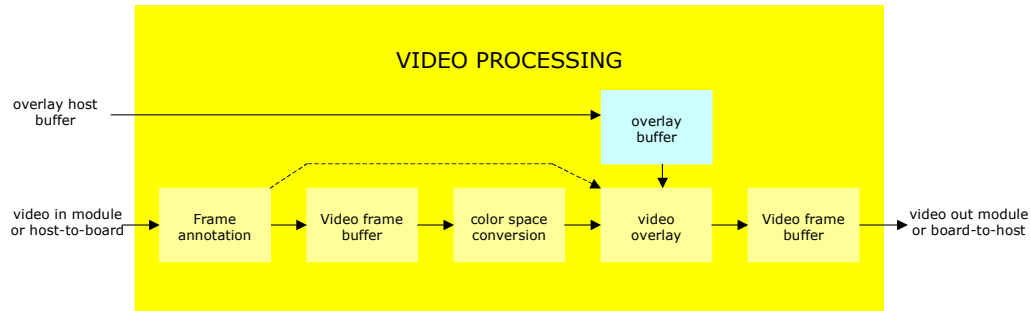 VIDEO PROCESSING
overlay host
buffer
overlay
buffer
video in module
or host-to-board
Frame
annotation
Video frame
buffer
color space
conversion
video
overlay
Video frame
buffer
video out module
or board-to-host